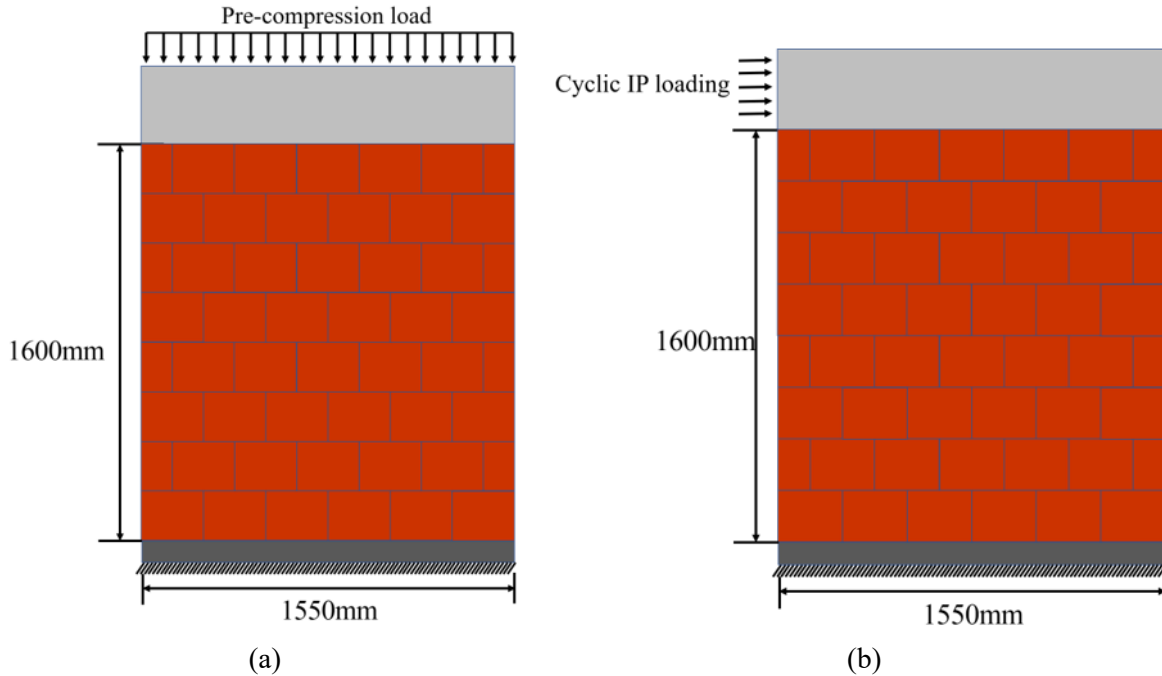 Pre-compression load
1600mm
1550mm
(a)
Cyclic IP loading
1600mm
1550mm
(b)